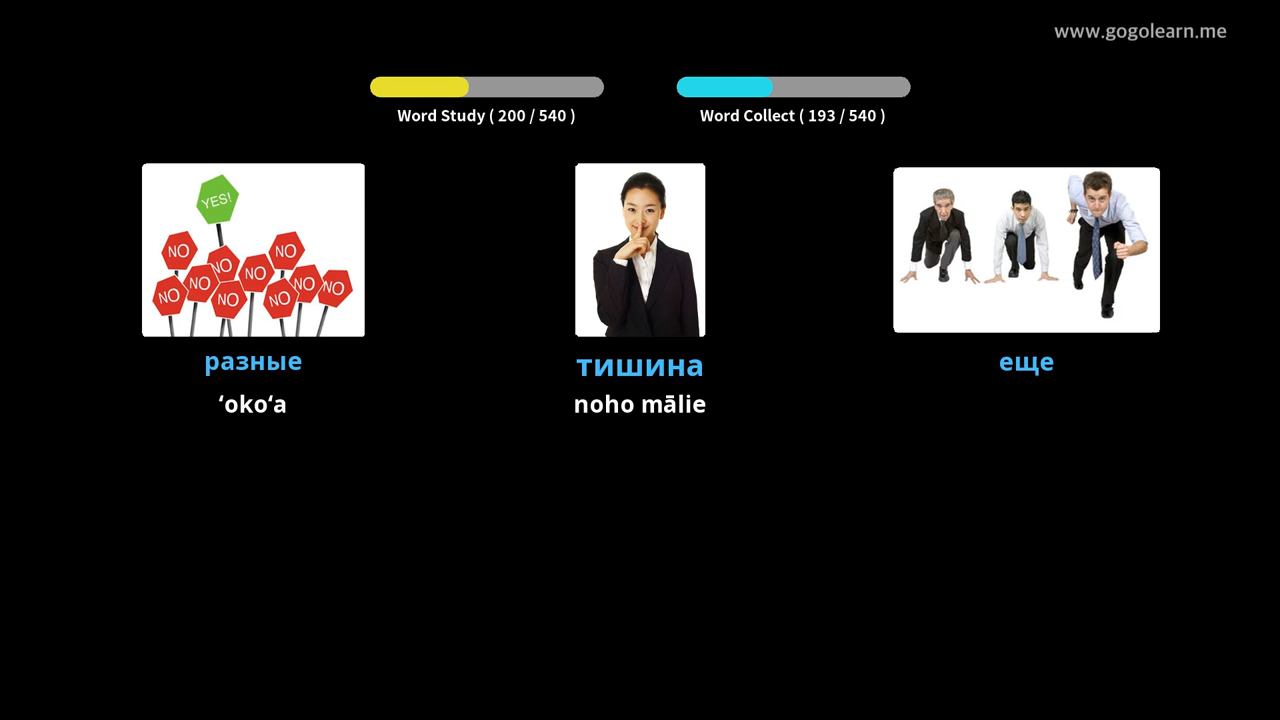 www.gogolearn.me
Word Study ( 200 / 540 )
Word Collect ( 193 / 540 )
YES!
NO
NO
NO
NO
NO
NO
NO
NO
NO
NO
разные
тишина
еще
ʻokoʻa
noho mālie